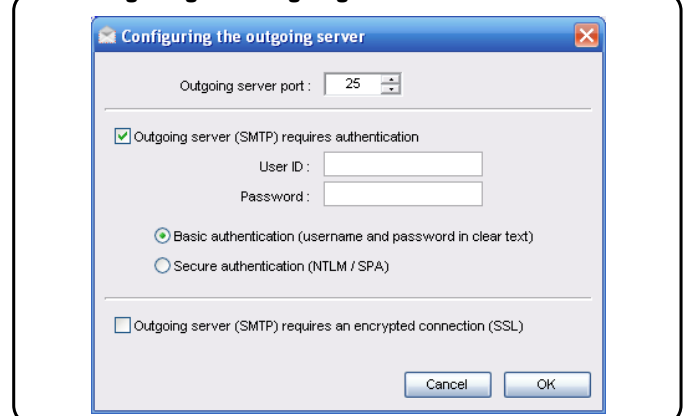 Configuring the outgoing server
Outgoing server port : 25
Outgoing server (SMTP) requires authentication
User ID :
Password :
Basic authentication (username and password in clear text)
Secure authentication (NTLM / SPA)
Outgoing server (SMTP) requires an encrypted connection (SSL)
Cancel OK